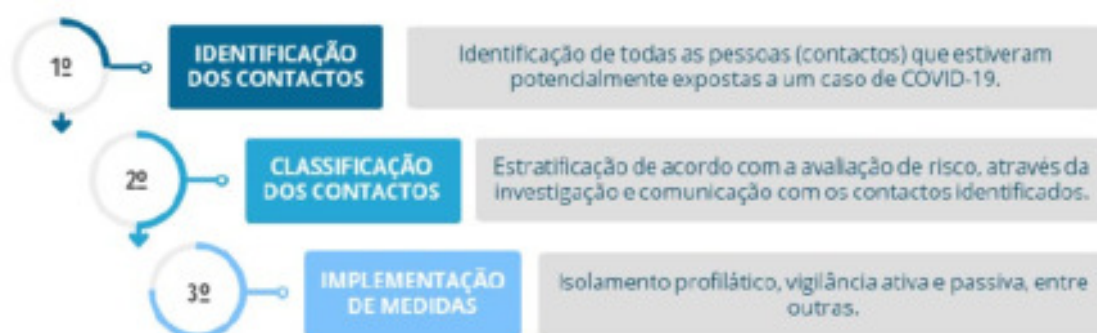 1º
IDENTIFICAÇÃO
DOS CONTACTOS
Identificação de todas as pessoas (contactos) que estiveram
potencialmente expostas a um caso de COVID-19.
2º
CLASSIFICAÇÃO
DOS CONTACTOS
Estratificação de acordo com a avaliação de risco, através da
investigação e comunicação com os contactos identificados.
3º
IMPLEMENTAÇÃO
DE MEDIDAS
Isolamento profilático, vigilância ativa e passiva, entre
outras.